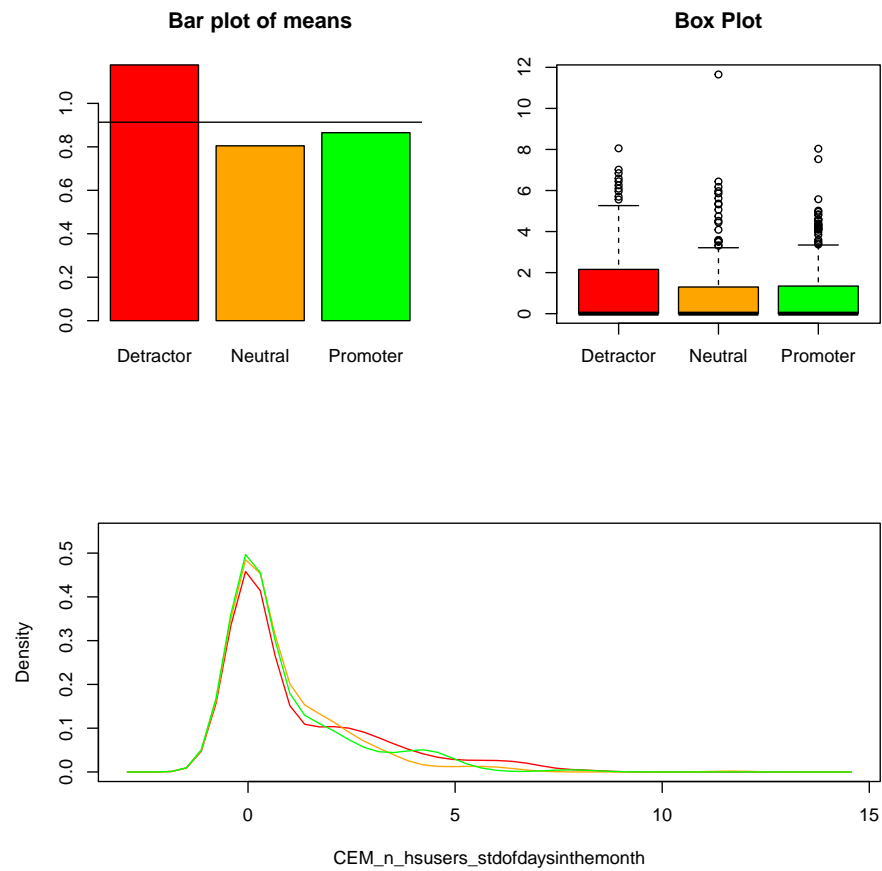 Bar plot of means
0.0 0.2 0.4 0.6 0.8 1.0
Detractor Neutral Promoter
Box Plot
0 2 4 6 8 10 12
Detractor Neutral Promoter
Density
0.0 0.1 0.2 0.3 0.4 0.5
0 5 10 15
CEM_n_hsusers_stdofdaysinthemonth